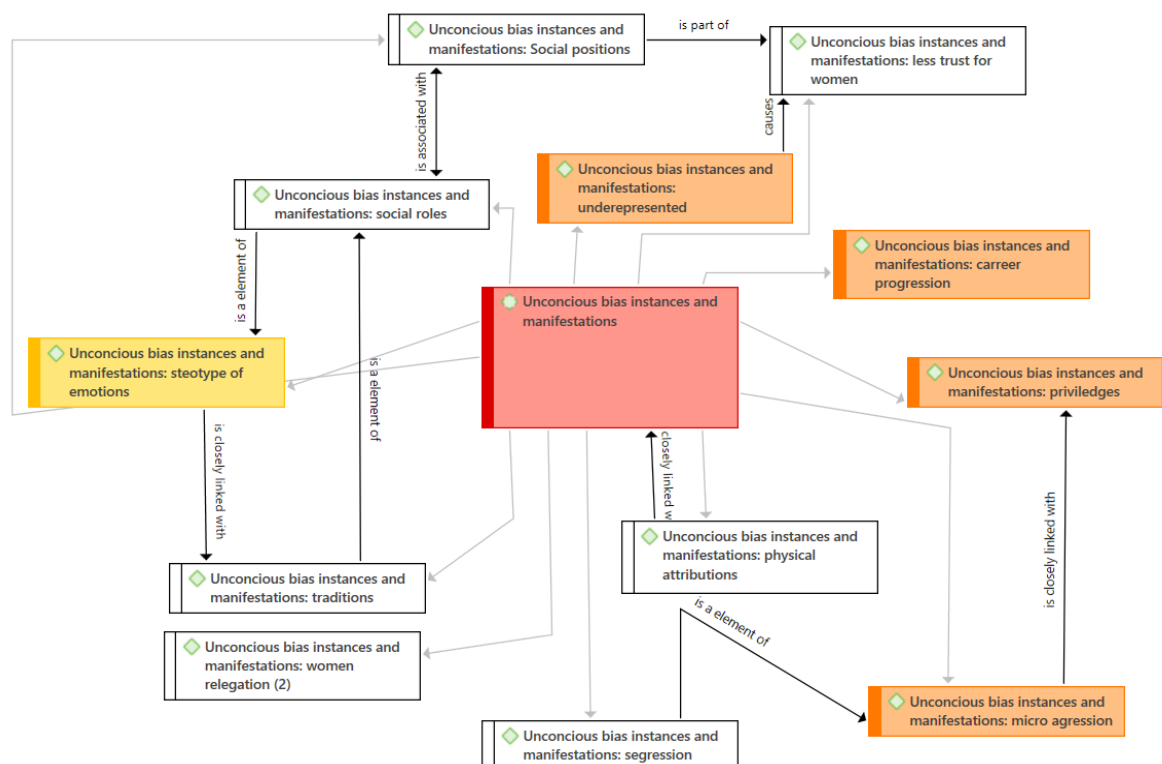 Unconcious bias instances and
manifestations: Social positions
is part of
Unconcious bias instances and
manifestations: less trust for
women
is associated with
causes
Unconcious bias instances and
manifestations:
underepresented
Unconcious bias instances and
manifestations: social roles
Unconcious bias instances and
manifestations: carreer
progression
is a element of
Unconcious bias instances and
manifestations
Unconcious bias instances and
manifestations: steotype of
emotions
is a element of
Unconcious bias instances and
manifestations: priviledges
is closely linked with
closely linked w
is closely linked with
Unconcious bias instances and
manifestations: physical
attributions
Unconcious bias instances and
manifestations: traditions
is a element of
Unconcious bias instances and
manifestations: women
relegation (2)
Unconcious bias instances and
manifestations: micro agression
Unconcious bias instances and
manifestations: segression